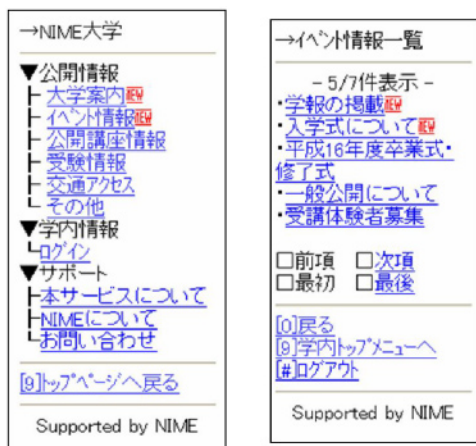 →NIME大学
▼公開情報
├ 大学案内NEW
├ イベント情報NEW
├ 公開講座情報
├ 受験情報
├ 交通アクセス
└ その他
▼学内情報
└ログイン
▼サポート
├本サービスについて
├NIMEについて
└お問い合わせ
[9]トップページへ戻る
Supported by NIME
→イベント情報一覧
– 5/7件表示 –
・学報の掲載NEW
・入学式についてNEW
・平成16年度卒業式・
修了式
・一般公開について
・受講体験者募集
□前項 □次項
□最初 □最後
[0]戻る
[9]学内トップメニューへ
[#]ログアウト
Supported by NIME